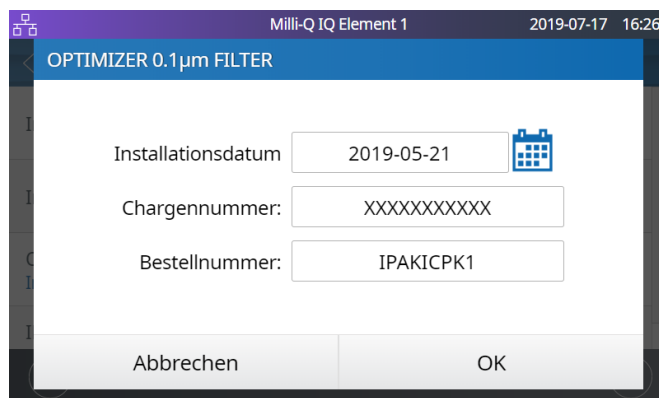 Milli-Q IQ Element 1 2019-07-17 16:26
OPTIMIZER 0.1µm FILTER
Installationsdatum 2019-05-21
Chargennummer: XXXXXXXXXXX
Bestellnummer: IPAKICPK1
Abbrechen OK